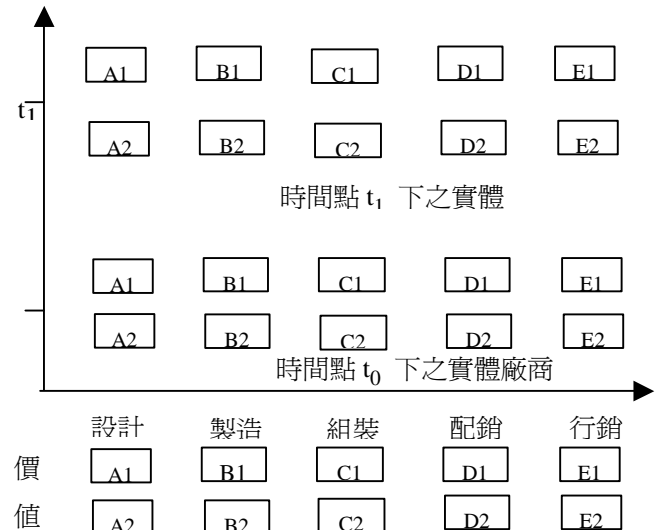 A1 B1 C1 D1 E1
t₁
A2 B2 C2 D2 E2
時間點 t₁ 下之實體
A1 B1 C1 D1 E1
A2 B2 C2 D2 E2
時間點 t₀ 下之實體廠商
設計 製造 組裝 配銷 行銷
價 A1 B1 C1 D1 E1
值 A2 B2 C2 D2 E2